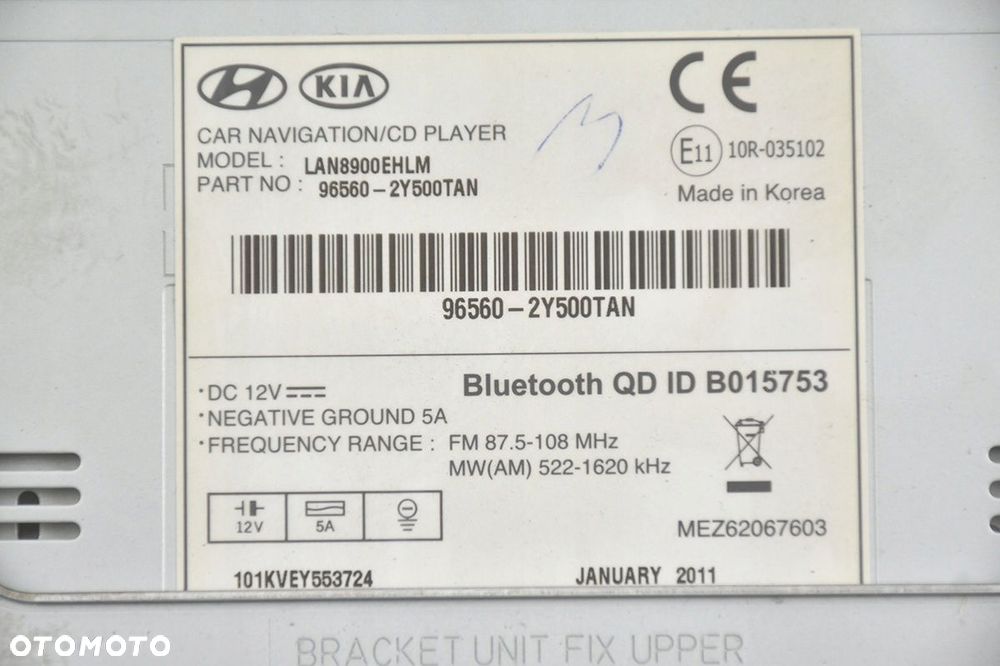 KIA
CE
CAR NAVIGATION/CD PLAYER
MODEL : LAN8900EHLM
PART NO : 96560-2Y500TAN
E11 10R-035102
Made in Korea
96560-2Y500TAN
Bluetooth QD ID B015753
·DC 12V
·NEGATIVE GROUND 5A
·FREQUENCY RANGE : FM 87.5-108 MHz
MW(AM) 522-1620 kHz
12V 5A
MEZ62067603
101KVEY553724 JANUARY 2011
BRACKET UNIT FIX UPPER
OTOMOTO